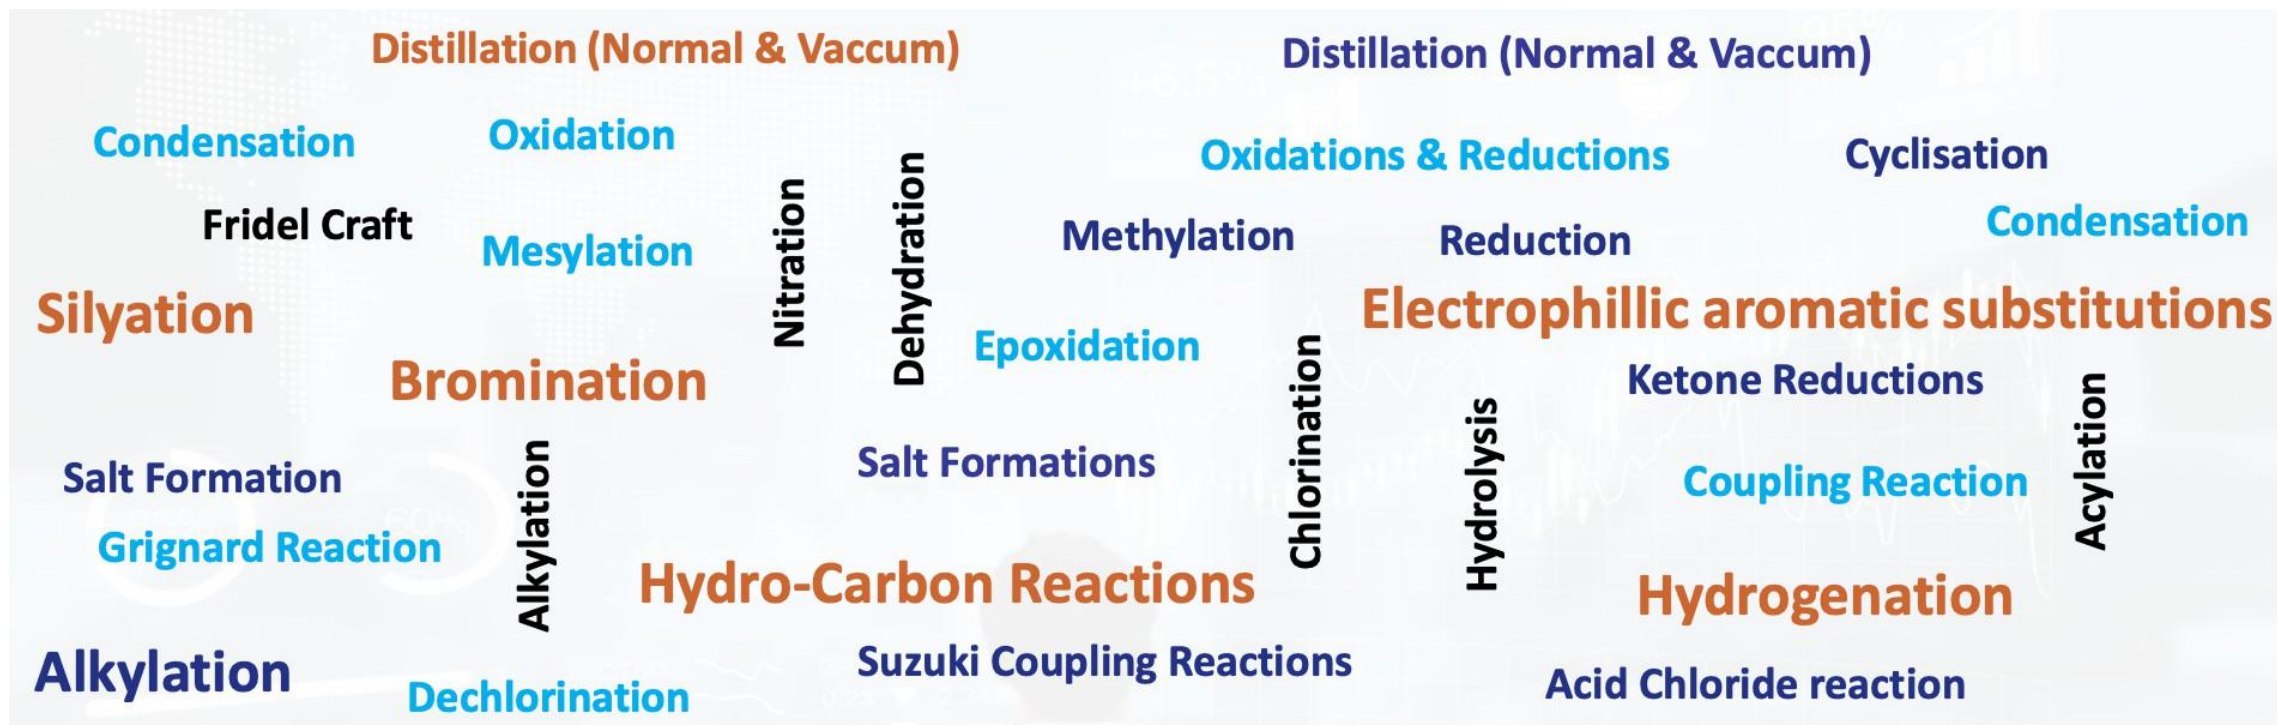 Distillation (Normal & Vaccum)
Distillation (Normal & Vaccum)
Condensation
Oxidation
Oxidations & Reductions
Cyclisation
Fridel Craft
Mesylation
Nitration
Dehydration
Methylation
Reduction
Condensation
Silyation
Bromination
Epoxidation
Electrophillic aromatic substitutions
Ketone Reductions
Salt Formation
Alkylation
Salt Formations
Chlorination
Hydrolysis
Coupling Reaction
Acylation
Grignard Reaction
Hydro-Carbon Reactions
Hydrogenation
Alkylation
Dechlorination
Suzuki Coupling Reactions
Acid Chloride reaction